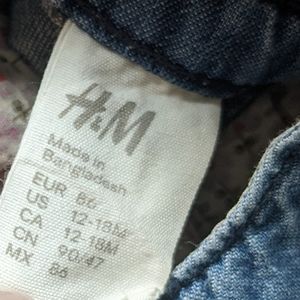 H&M
Made in
Bangladesh
EUR 86
US 12-18M
CA 12-18M
CN 90/47
MX 86